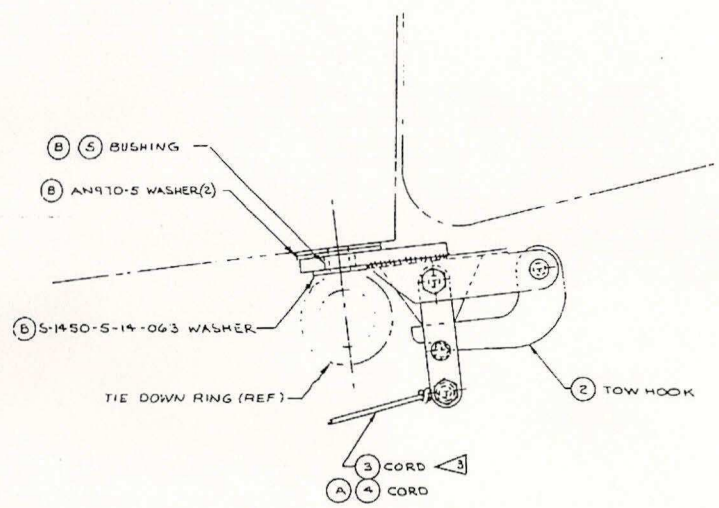 B 5 BUSHING
B AN970-5 WASHER(2)
B S-1450-5-14-063 WASHER
TIE DOWN RING (REF)
2 TOW HOOK
3 CORD 3
A 4 CORD